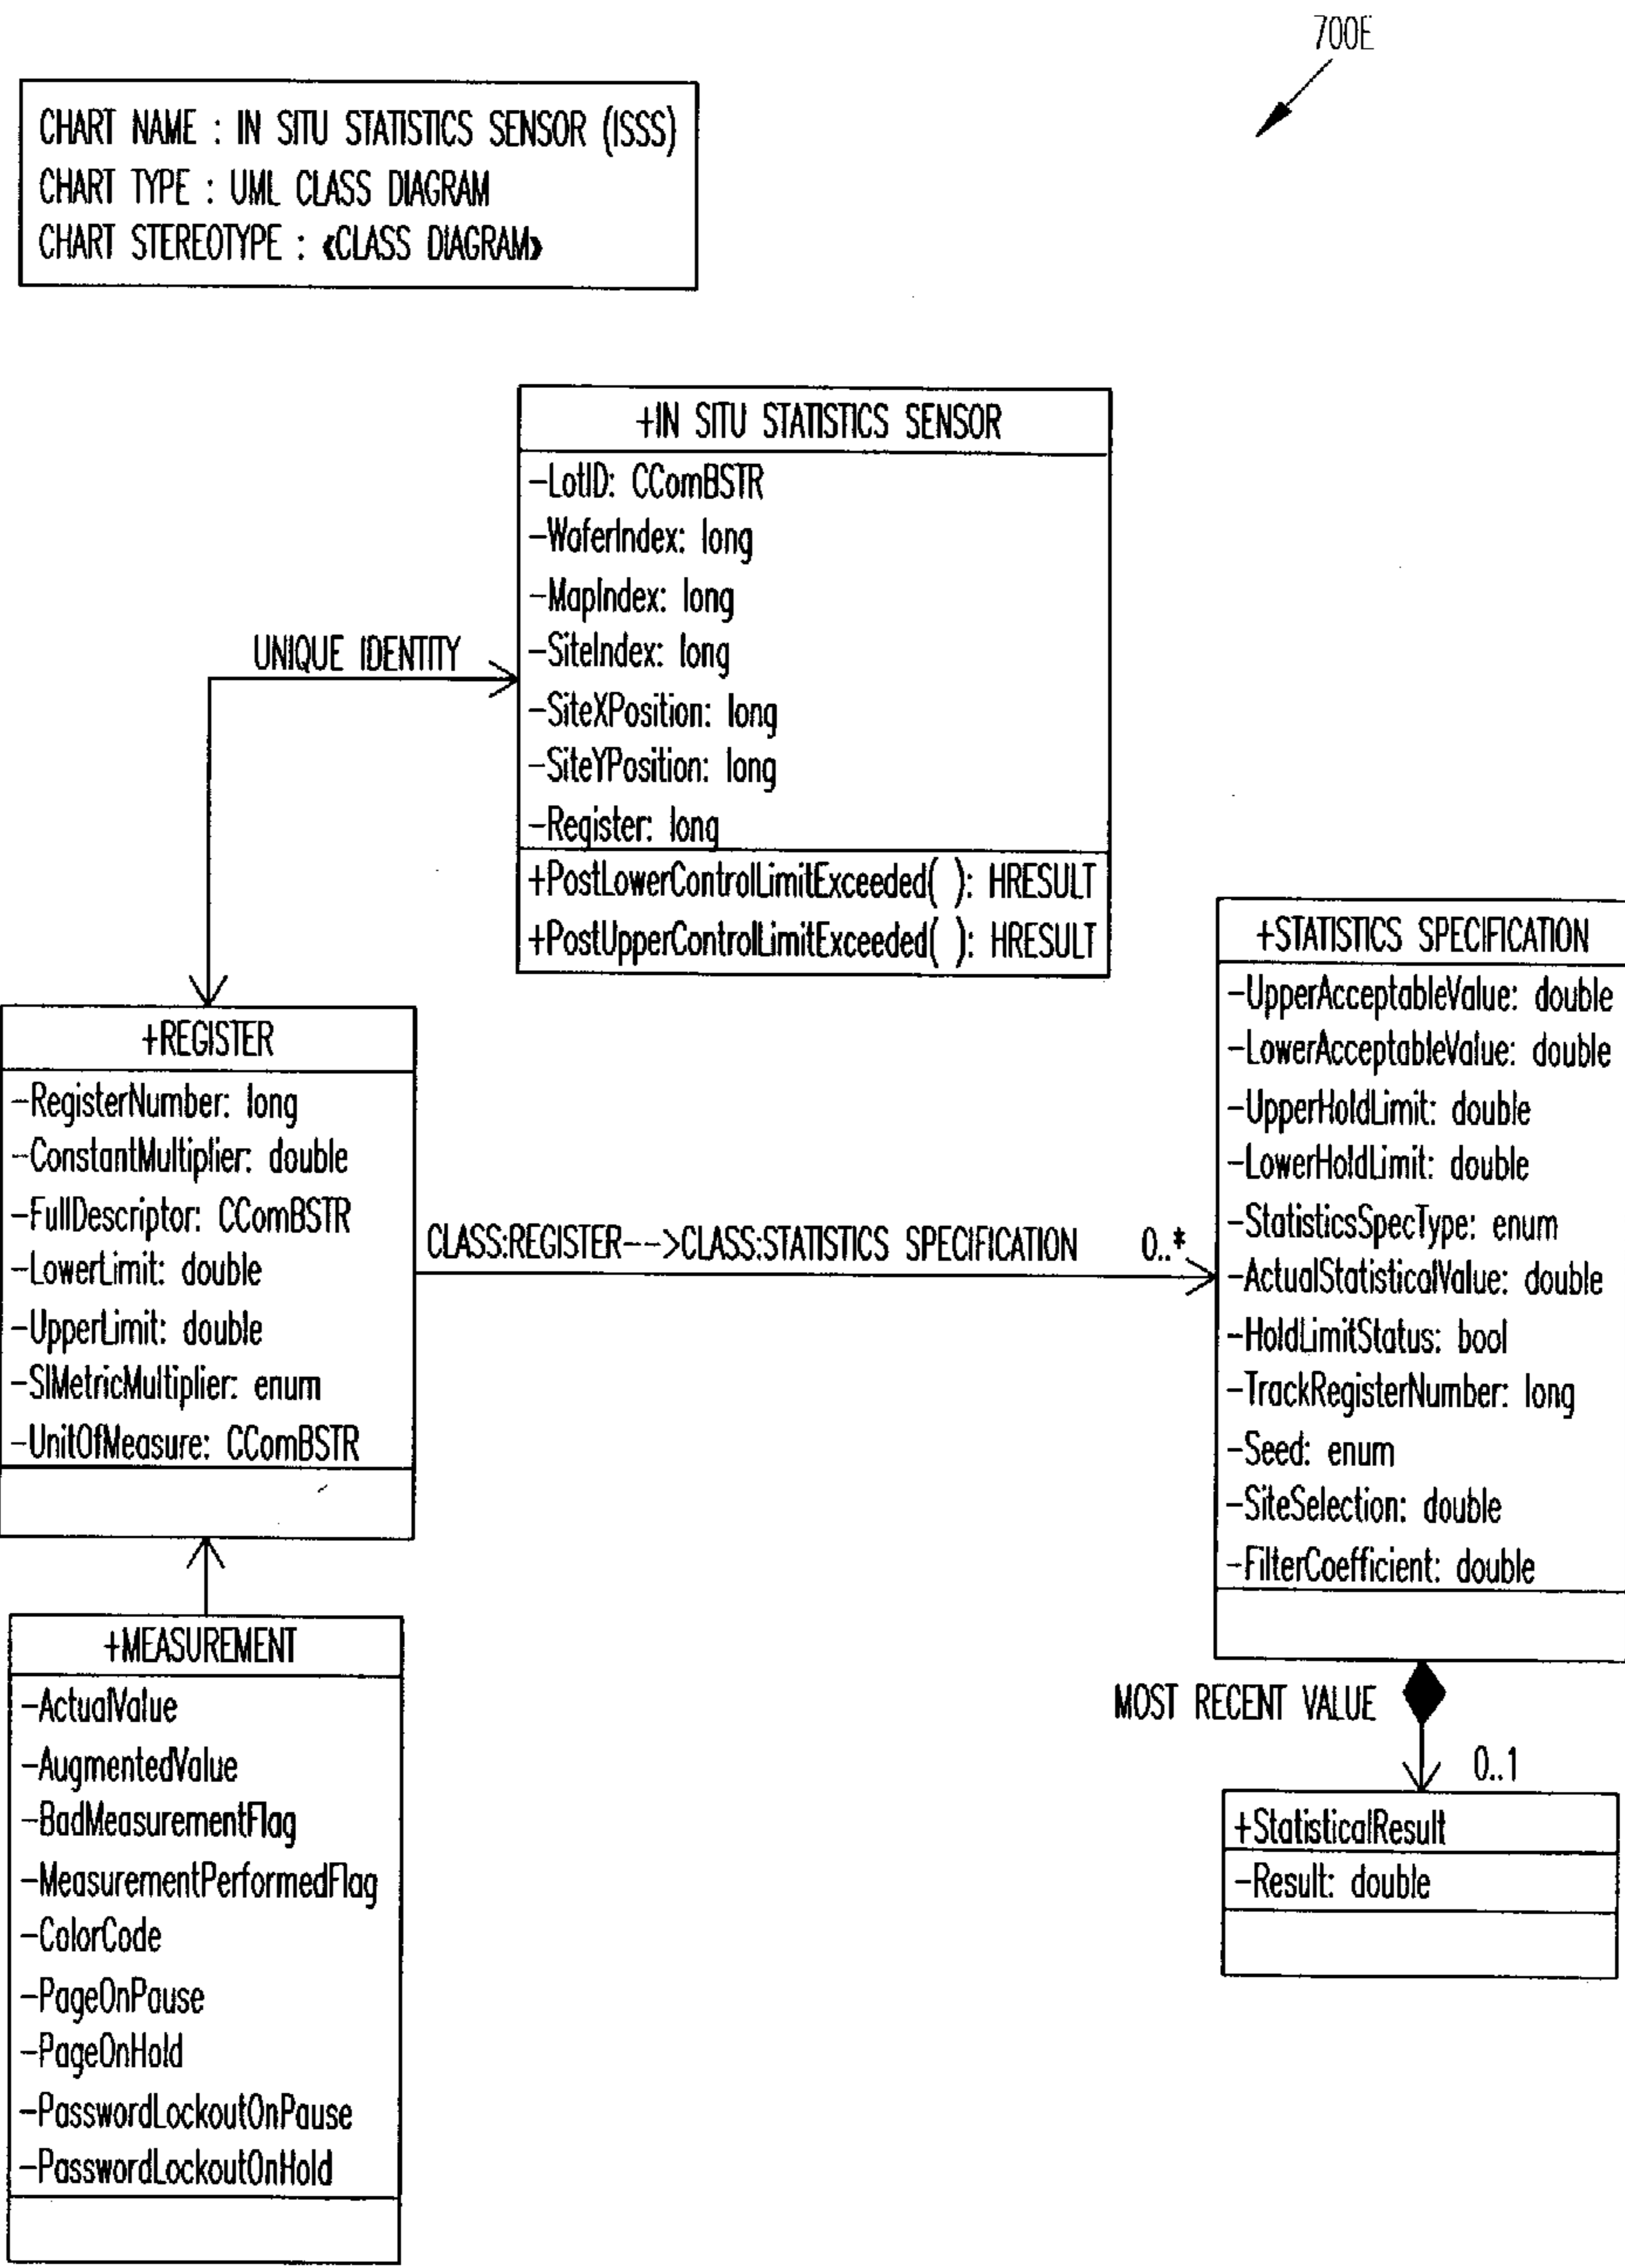 700E
CHART NAME : IN SITU STATISTICS SENSOR (ISSS)
CHART TYPE : UML CLASS DIAGRAM
CHART STEREOTYPE : «CLASS DIAGRAM»
+IN SITU STATISTICS SENSOR
-LotID: CComBSTR
-WaferIndex: long
-MapIndex: long
-SiteIndex: long
-SiteXPosition: long
-SiteYPosition: long
-Register: long
+PostLowerControlLimitExceeded( ): HRESULT
+PostUpperControlLimitExceeded( ): HRESULT
UNIQUE IDENTITY
+REGISTER
-RegisterNumber: long
-ConstantMultiplier: double
-FullDescriptor: CComBSTR
-LowerLimit: double
-UpperLimit: double
-SIMetricMultiplier: enum
-UnitOfMeasure: CComBSTR
CLASS:REGISTER-->CLASS:STATISTICS SPECIFICATION 0..*
+STATISTICS SPECIFICATION
-UpperAcceptableValue: double
-LowerAcceptableValue: double
-UpperHoldLimit: double
-LowerHoldLimit: double
-StatisticsSpecType: enum
-ActualStatisticalValue: double
-HoldLimitStatus: bool
-TrackRegisterNumber: long
-Seed: enum
-SiteSelection: double
-FilterCoefficient: double
+MEASUREMENT
-ActualValue
-AugmentedValue
-BadMeasurementFlag
-MeasurementPerformedFlag
-ColorCode
-PageOnPause
-PageOnHold
-PasswordLockoutOnPause
-PasswordLockoutOnHold
MOST RECENT VALUE
0..1
+StatisticalResult
-Result: double